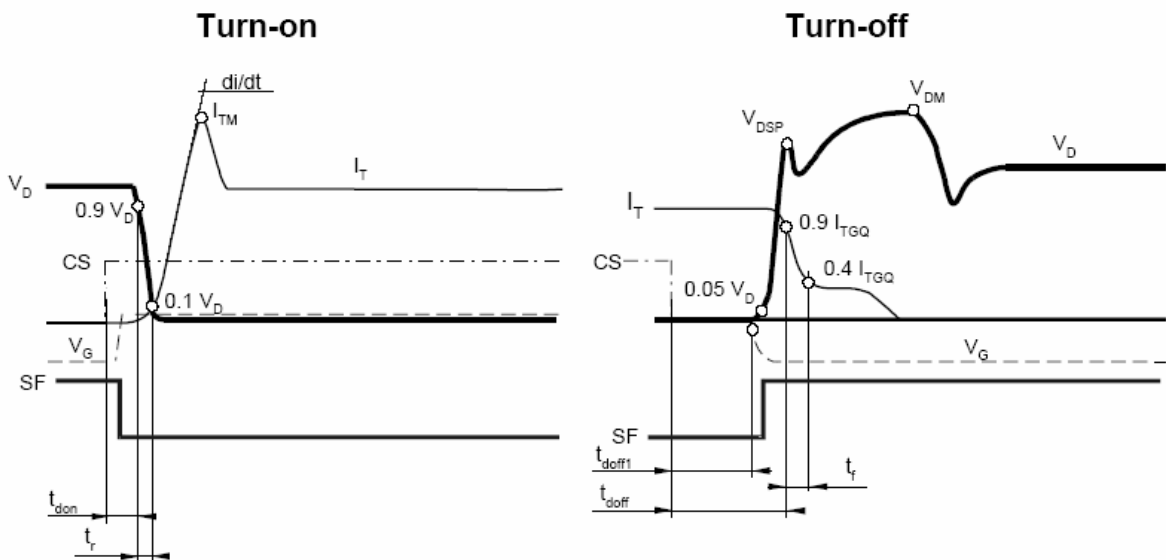 Turn-on
di/dt
I_TM
V_D
I_T
0.9 V_D
CS
0.1 V_D
V_G
SF
t_don
t_r
Turn-off
V_DM
V_DSP
V_D
I_T
0.9 I_TGQ
CS
0.4 I_TGQ
0.05 V_D
V_G
SF
t_doff1
t_f
t_doff